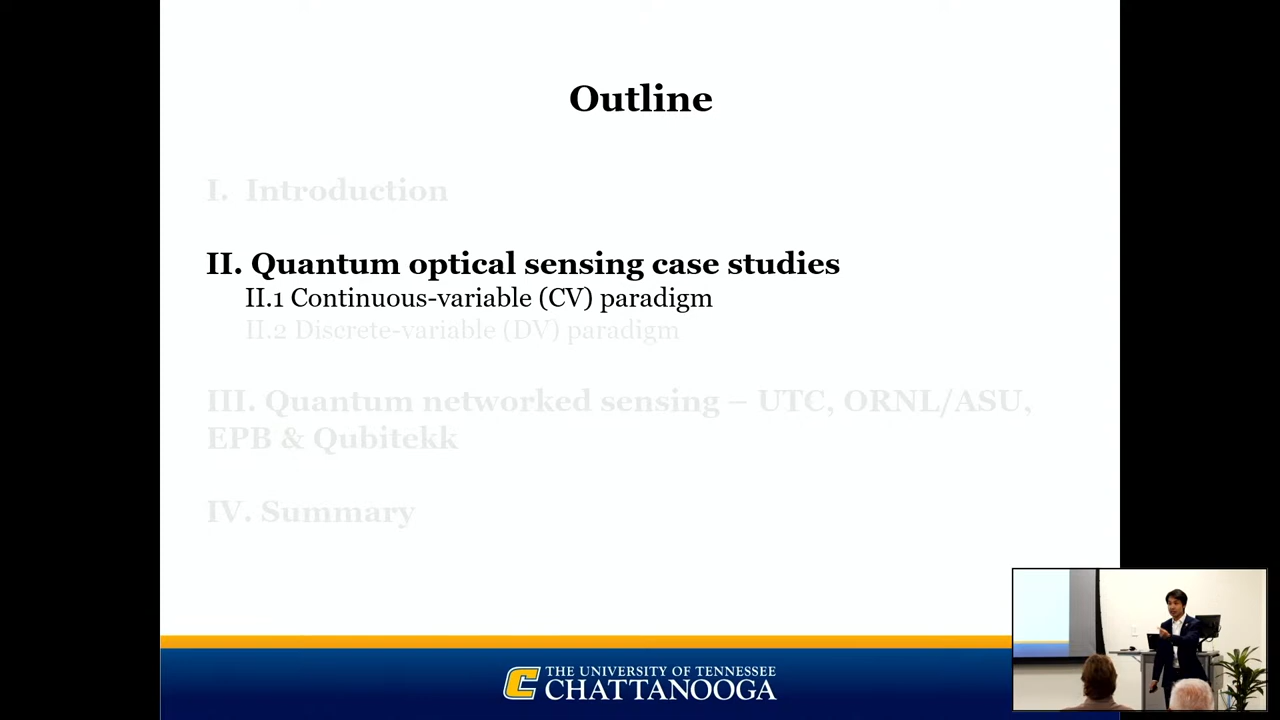 Outline
I. Introduction
II. Quantum optical sensing case studies
II.1 Continuous-variable (CV) paradigm
II.2 Discrete-variable (DV) paradigm
III. Quantum networked sensing – UTC, ORNL/ASU,
EPB & Qubitekk
IV. Summary
THE UNIVERSITY OF TENNESSEE
CHATTANOOGA